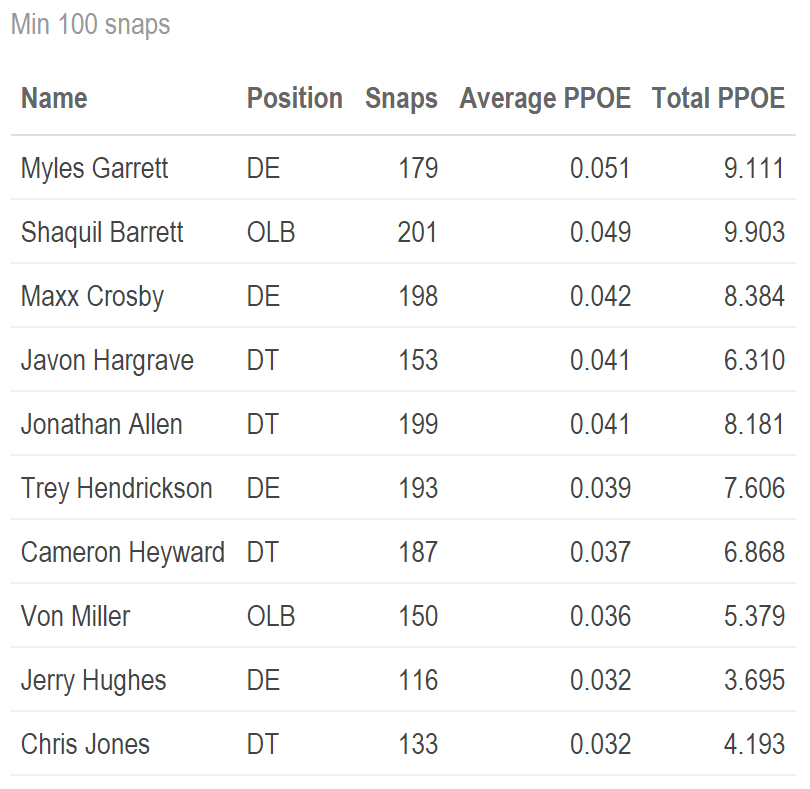 Min 100 snaps
Name Position Snaps Average PPOE Total PPOE
Myles Garrett DE 179 0.051 9.111
Shaquil Barrett OLB 201 0.049 9.903
Maxx Crosby DE 198 0.042 8.384
Javon Hargrave DT 153 0.041 6.310
Jonathan Allen DT 199 0.041 8.181
Trey Hendrickson DE 193 0.039 7.606
Cameron Heyward DT 187 0.037 6.868
Von Miller OLB 150 0.036 5.379
Jerry Hughes DE 116 0.032 3.695
Chris Jones DT 133 0.032 4.193